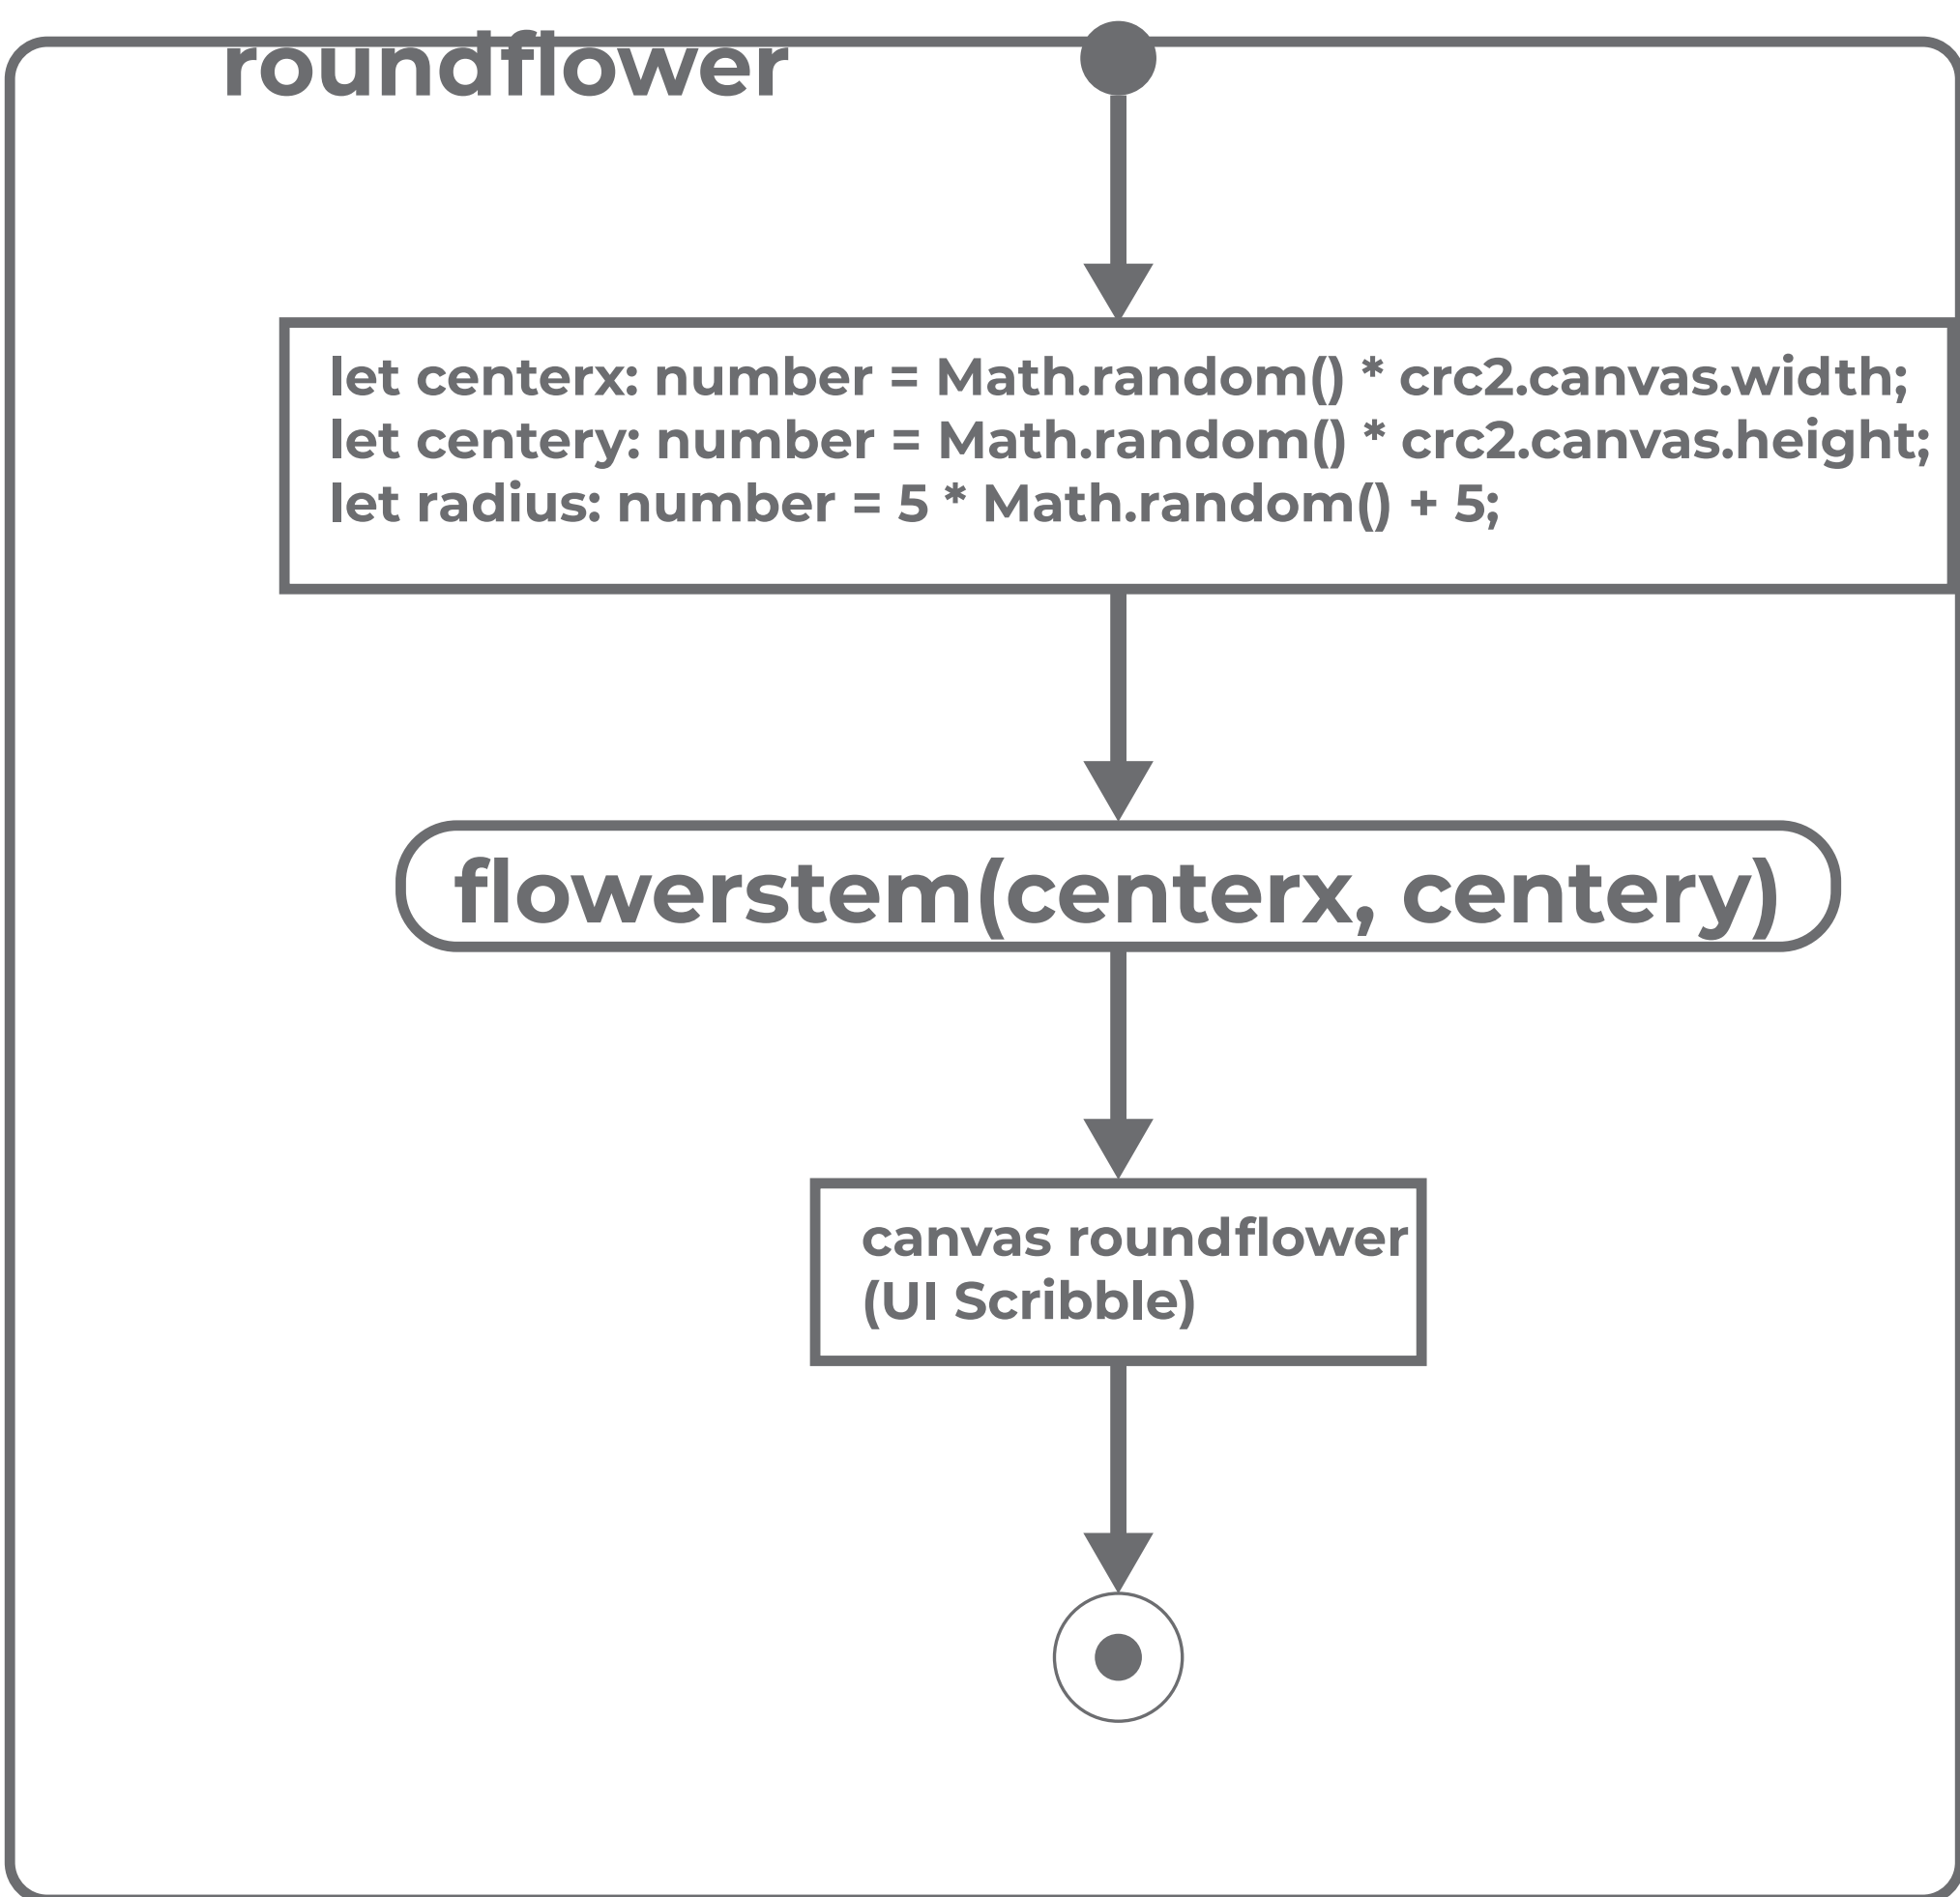 roundflower
let centerx: number = Math.random() * crc2.canvas.width;
let centery: number = Math.random() * crc2.canvas.height;
let radius: number = 5 * Math.random() + 5;
flowerstem(centerx, centery)
canvas roundflower
(UI Scribble)